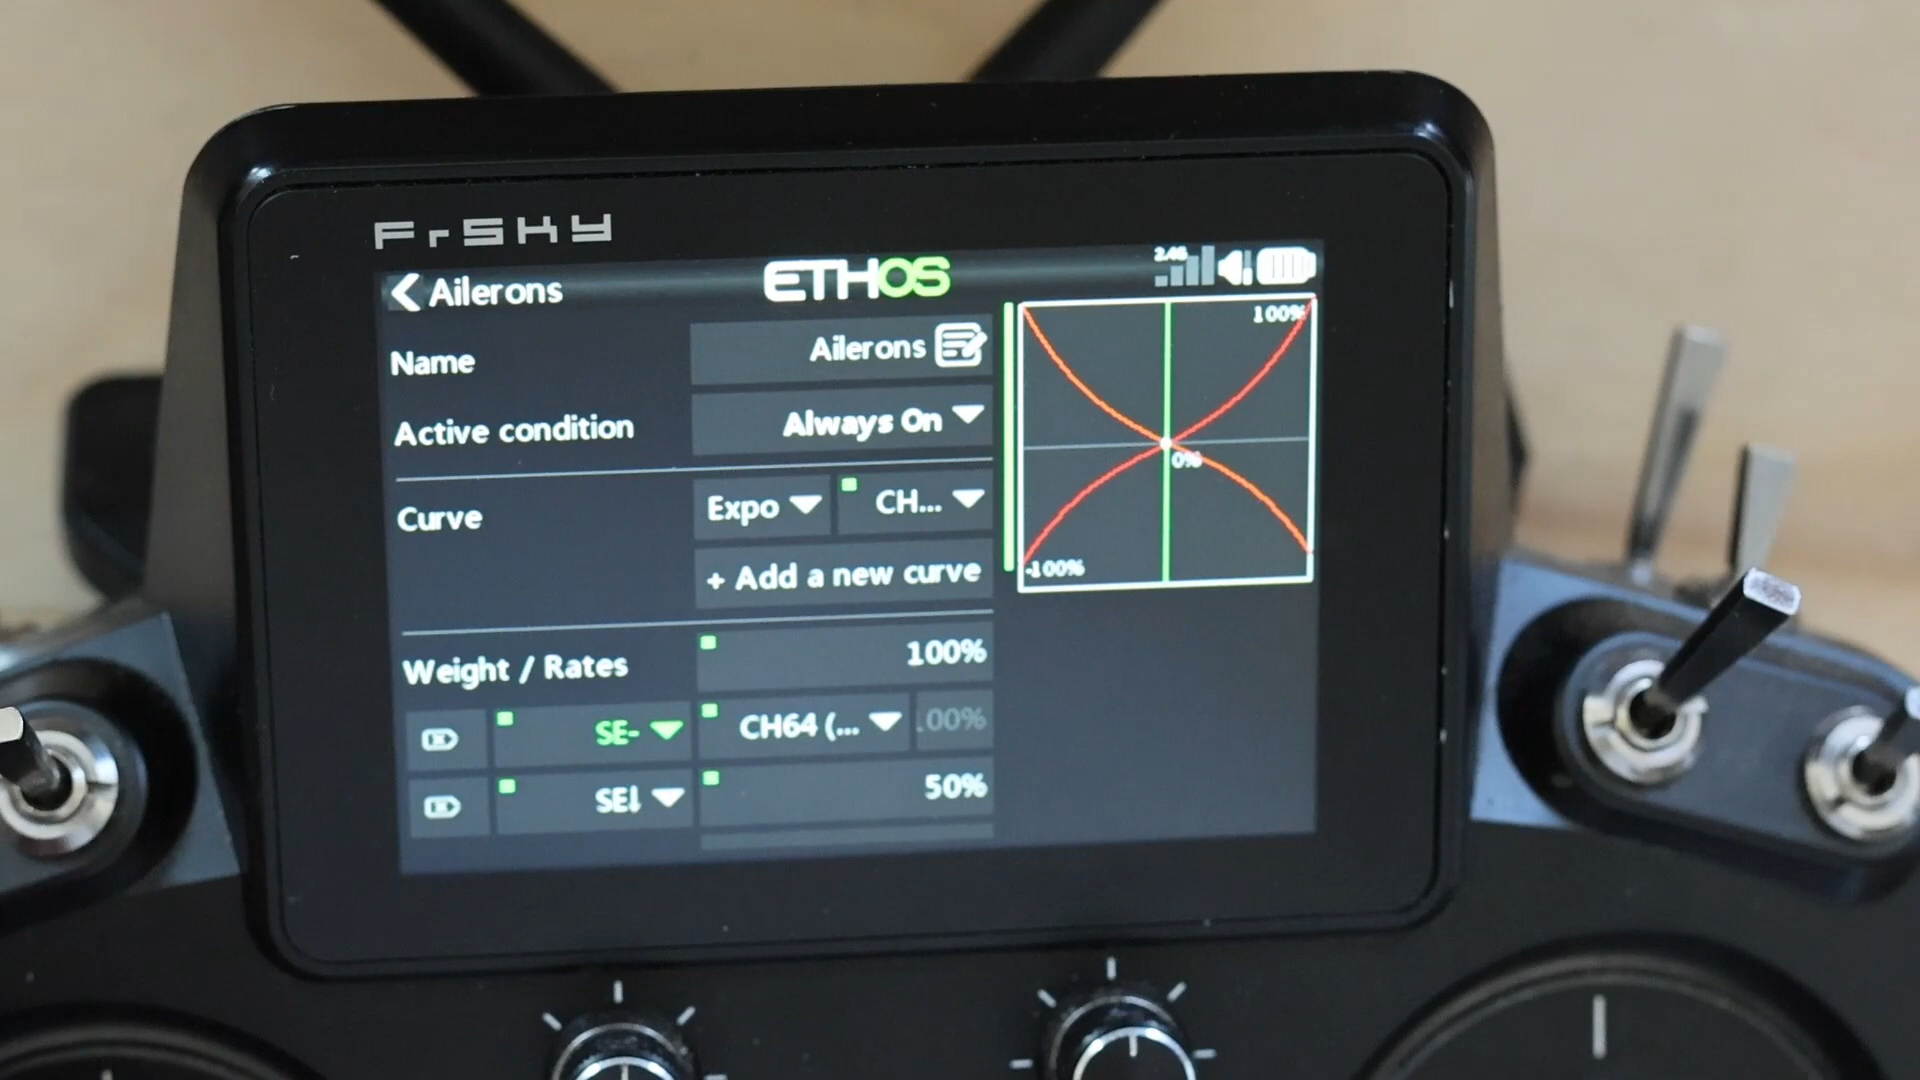 FrSKY
Ailerons
ETHOS
2.4G
Name
Ailerons
Active condition
Always On
Curve
Expo
CH...
+ Add a new curve
100%
0%
-100%
Weight / Rates
100%
SE-
CH64 (...
00%
SE↓
50%